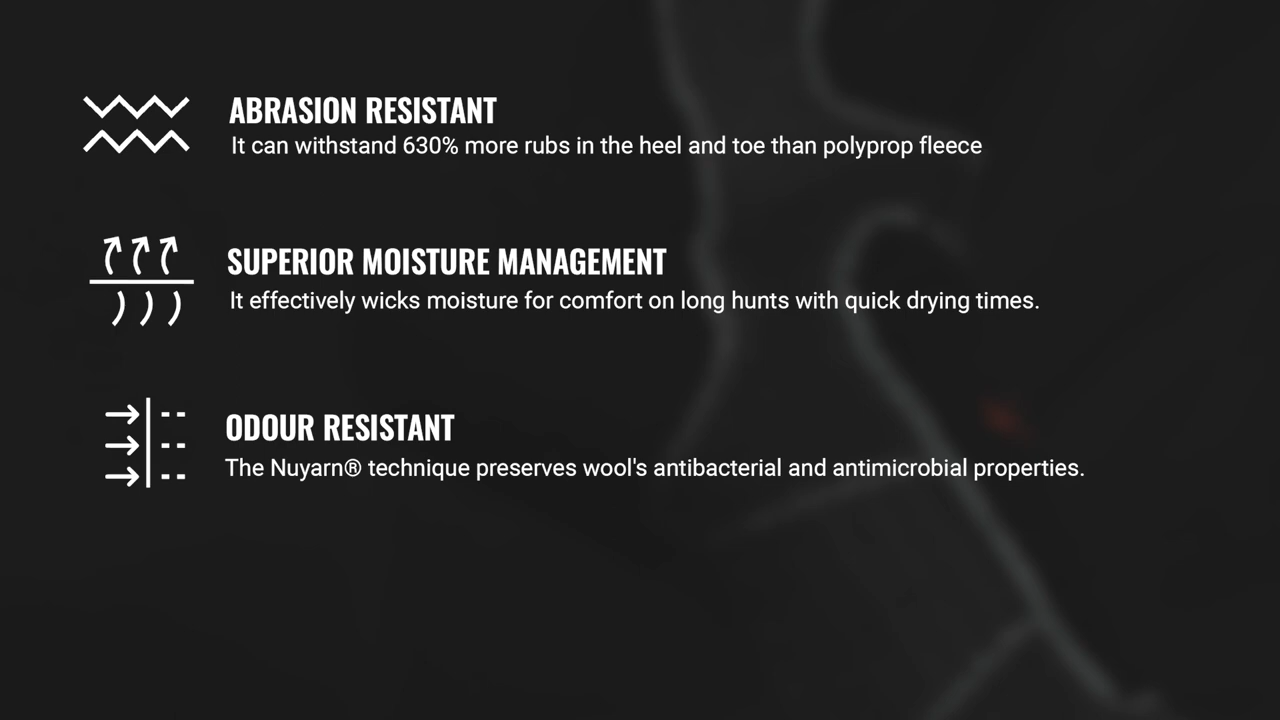 ABRASION RESISTANT
It can withstand 630% more rubs in the heel and toe than polyprop fleece
SUPERIOR MOISTURE MANAGEMENT
It effectively wicks moisture for comfort on long hunts with quick drying times.
ODOUR RESISTANT
The Nuyarn® technique preserves wool's antibacterial and antimicrobial properties.